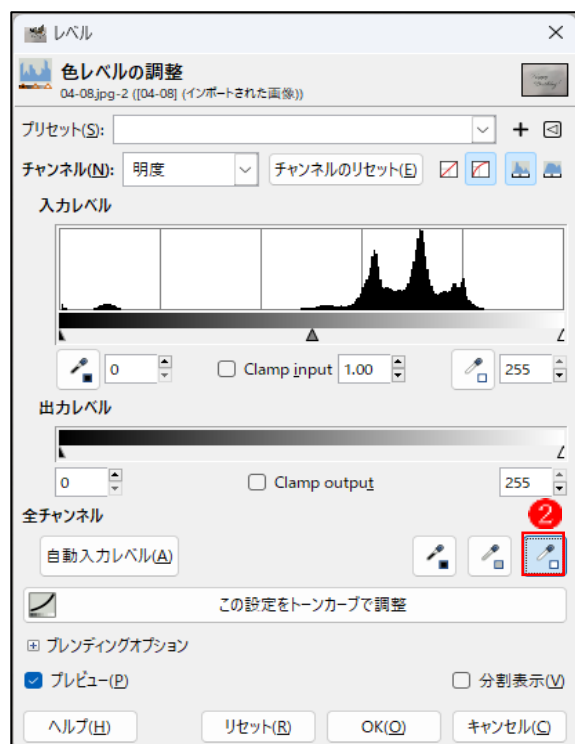 レベル
色レベルの調整
04-08.jpg-2 ([04-08] (インポートされた画像))
プリセット(S):
チャンネル(N): 明度 チャンネルのリセット(E)
入力レベル
0 Clamp input 1.00 255
出力レベル
0 Clamp output 255
2
全チャンネル
自動入力レベル(A)
この設定をトーンカーブで調整
ブレンディングオプション
プレビュー(P) 分割表示(V)
ヘルプ(H) リセット(R) OK(O) キャンセル(C)